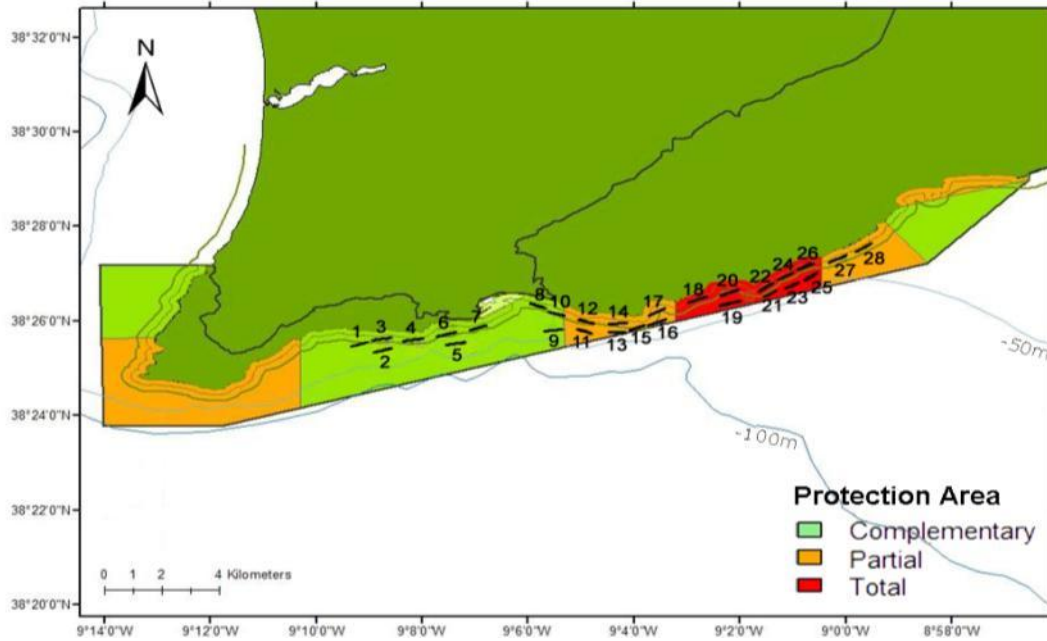 38°32'0"N
N
38°30'0"N
38°28'0"N
26
24
28
22
27
20
18
25
23
21
19
17
8 10 12 14
16
15
13
11
9
7
6
4
3
1
2
5
38°26'0"N
-50m
38°24'0"N
-100m
38°22'0"N
Protection Area
Complementary
Partial
Total
0 1 2 4 Kilometers
38°20'0"N
9°14'0"W 9°12'0"W 9°10'0"W 9°8'0"W 9°6'0"W 9°4'0"W 9°2'0"W 9°0'0"W 8°58'0"W